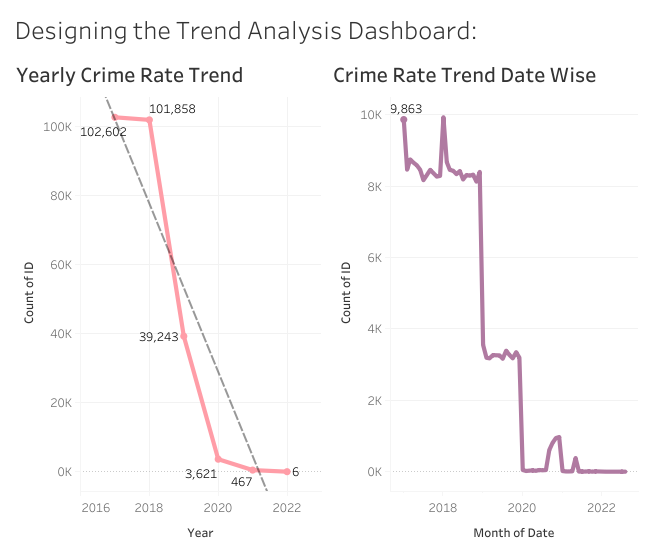 Designing the Trend Analysis Dashboard:
Yearly Crime Rate Trend
101,858
102,602
100K
80K
60K
40K
20K
0K
39,243
3,621
467
6
Count of ID
2016
2018
2020
2022
Year
Crime Rate Trend Date Wise
9,863
10K
8K
6K
4K
2K
0K
Count of ID
2018
2020
2022
Month of Date